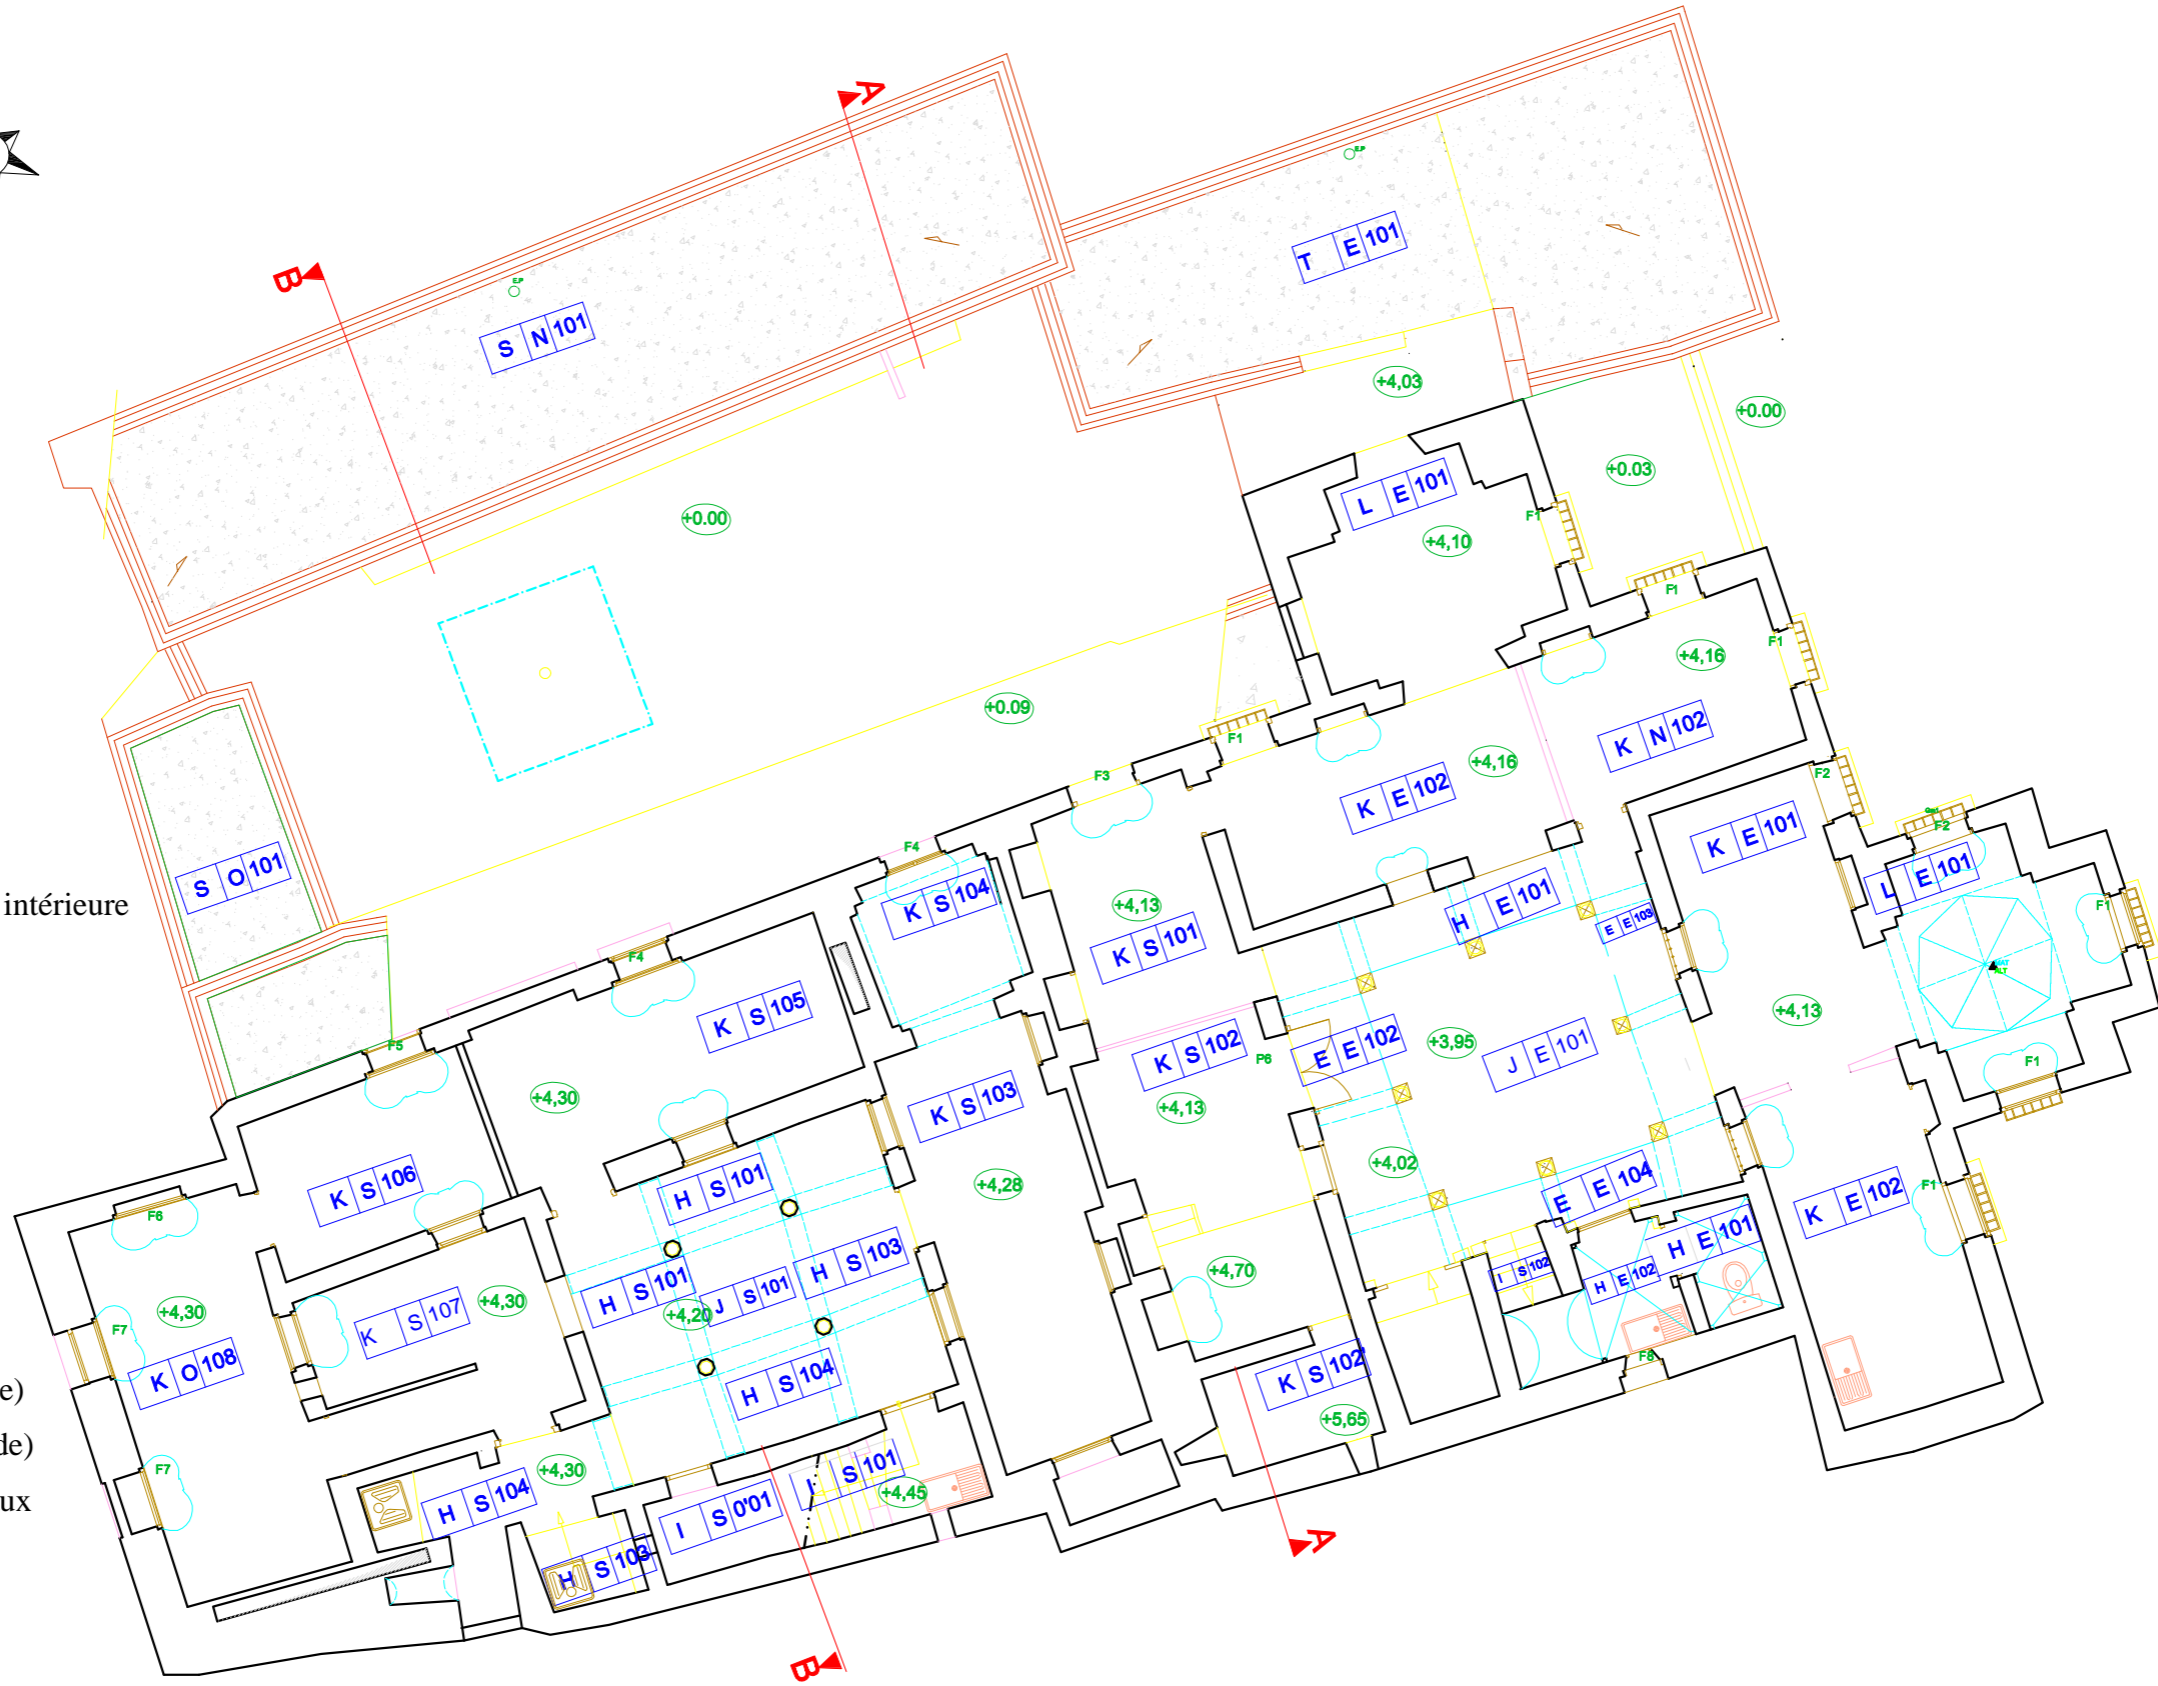 A
B
E.P
E.P
T E 101
S N 101
+4,03
+0.00
+0.03
L E 101
+0.00
F1
+4,10
F1
F1
+4,16
+0.09
K N 102
F1
+4,16
F3
F2
K E 102
F2
K E 101
F4
S O 101
L E 101
K S 104
intérieure
+4,13
H E 101
F1
E E 103
K S 101
F4
K S 105
+4,13
K S 102
E E 102
+3,95
J E 101
P6
F5
F1
+4,30
K S 103
+4,13
+4,28
+4,02
K S 106
H S 101
E E 104
K E 102
F1
F6
H E 101
H S 103
+4,70
I S 102
H E 102
+4,30
K S 107
+4,30
H S 101
J S 101
+4,20
F7
K O 108
H S 104
K S 102'
F8
e)
+5,65
de)
F7
+4,30
I S 101
H S 104
+4,45
ux
I S 0'01
A
H S 103
B